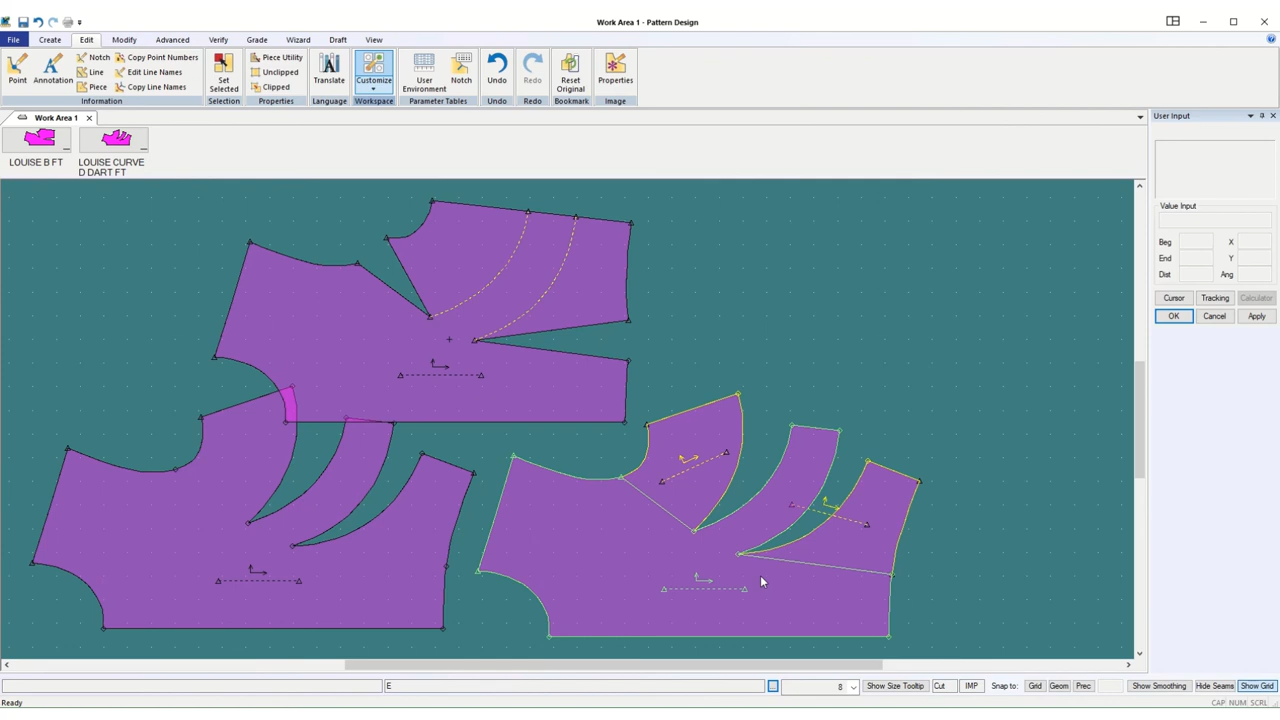 Work Area 1 - Pattern Design
File Create Edit Modify Advanced Verify Grade Wizard Draft View
Point
Annotation
Notch
Line
Piece
Copy Point Numbers
Edit Line Names
Copy Line Names
Information
Set Selected
Selection
Piece Utility
Unclipped
Clipped
Properties
Translate
Language
Customize
Workspace
User Environment
Notch
Parameter Tables
Undo
Undo
Redo
Redo
Reset Original
Bookmark
Properties
Image
Work Area 1
LOUISE B FT
LOUISE CURVE
D DART FT
User Input
Value Input
Beg X
End Y
Dist Ang
Cursor Tracking Calculator
OK Cancel Apply
E
... 8 Show Size Tooltip Cut IMP Snap to: Grid Geom Prec Show Smoothing Hide Seams Show Grid
Ready
CAP NUM SCRL